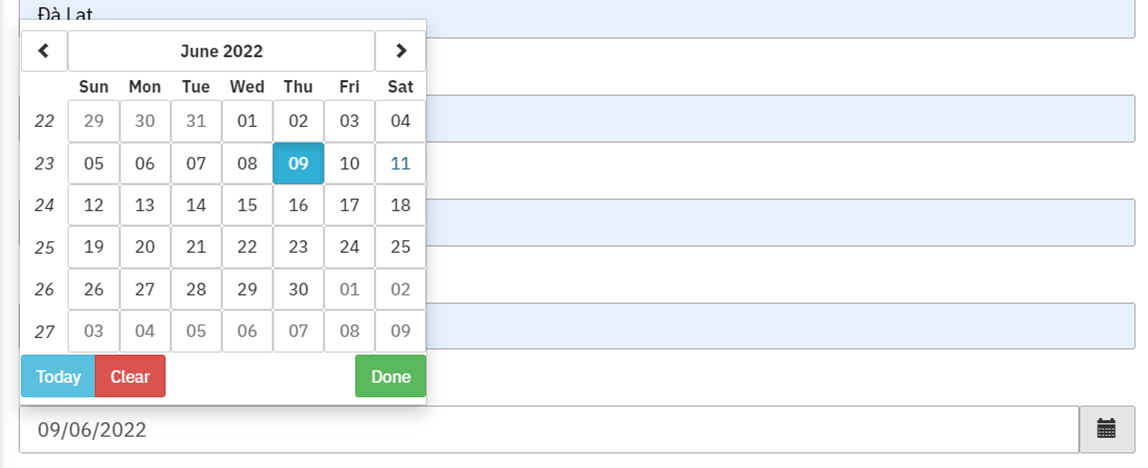 Đà Lạt
June 2022
Sun Mon Tue Wed Thu Fri Sat
22 29 30 31 01 02 03 04
23 05 06 07 08 09 10 11
24 12 13 14 15 16 17 18
25 19 20 21 22 23 24 25
26 26 27 28 29 30 01 02
27 03 04 05 06 07 08 09
Today Clear Done
09/06/2022